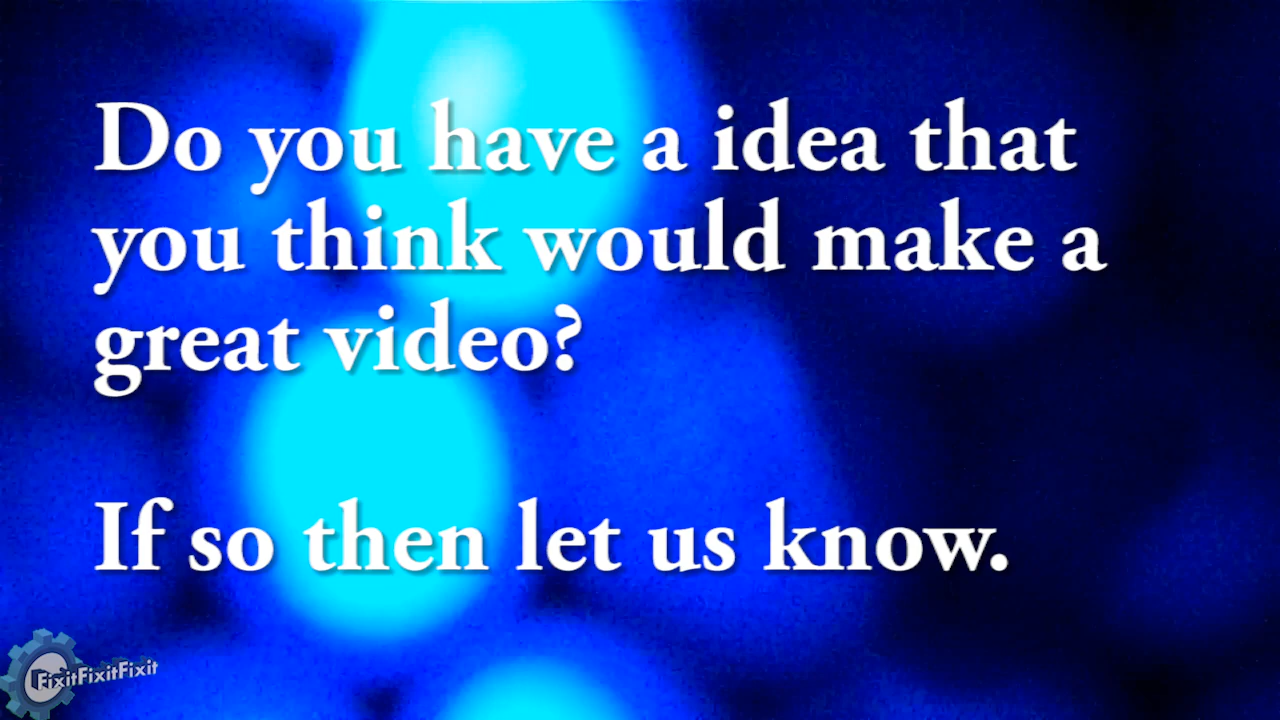 Do you have a idea that
you think would make a
great video?
If so then let us know.
FixitFixitFixit